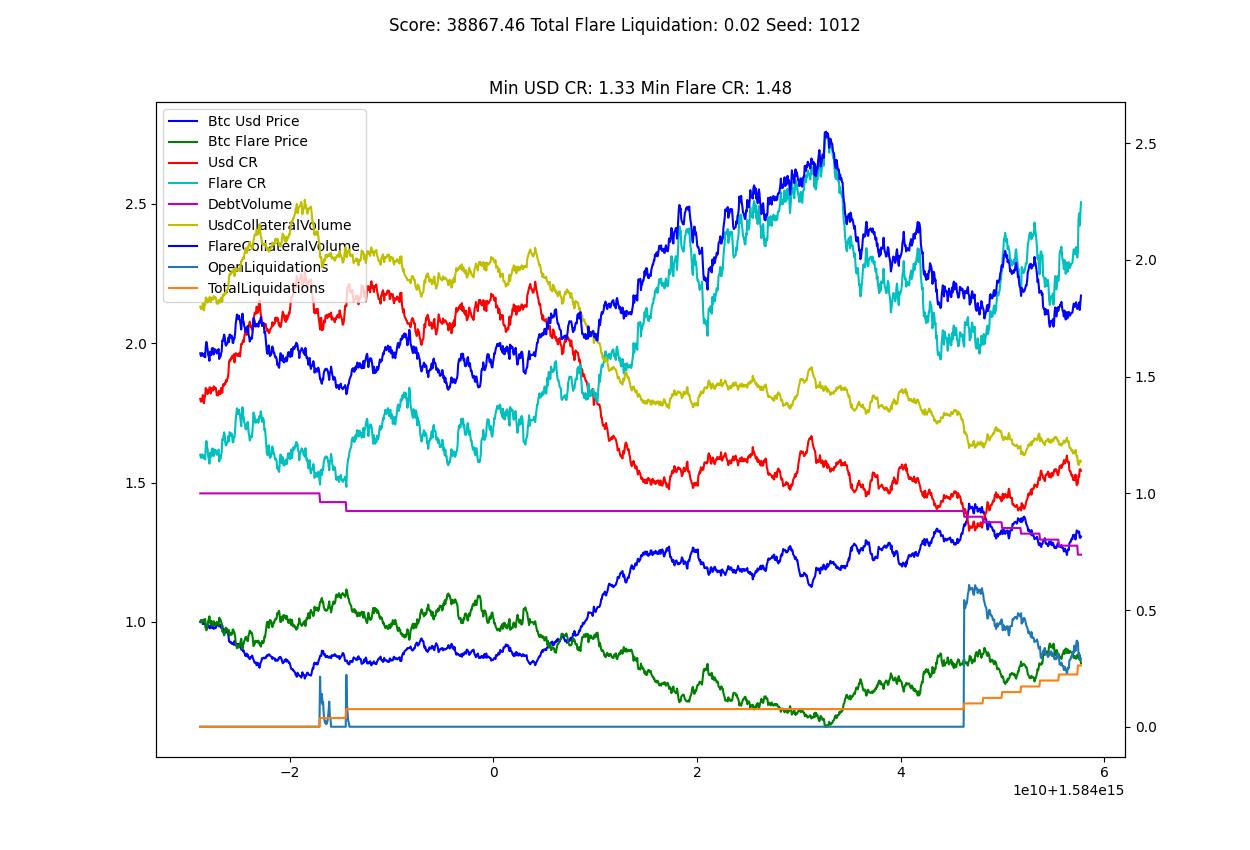 Score: 38867.46 Total Flare Liquidation: 0.02 Seed: 1012
Min USD CR: 1.33 Min Flare CR: 1.48
Btc Usd Price
Btc Flare Price
Usd CR
Flare CR
DebtVolume
UsdCollateralVolume
FlareCollateralVolume
OpenLiquidations
TotalLiquidations
2.5
2.0
1.5
1.0
2.5
2.0
1.5
1.0
0.5
0.0
−2
0
2
4
6
1e10+1.584e15